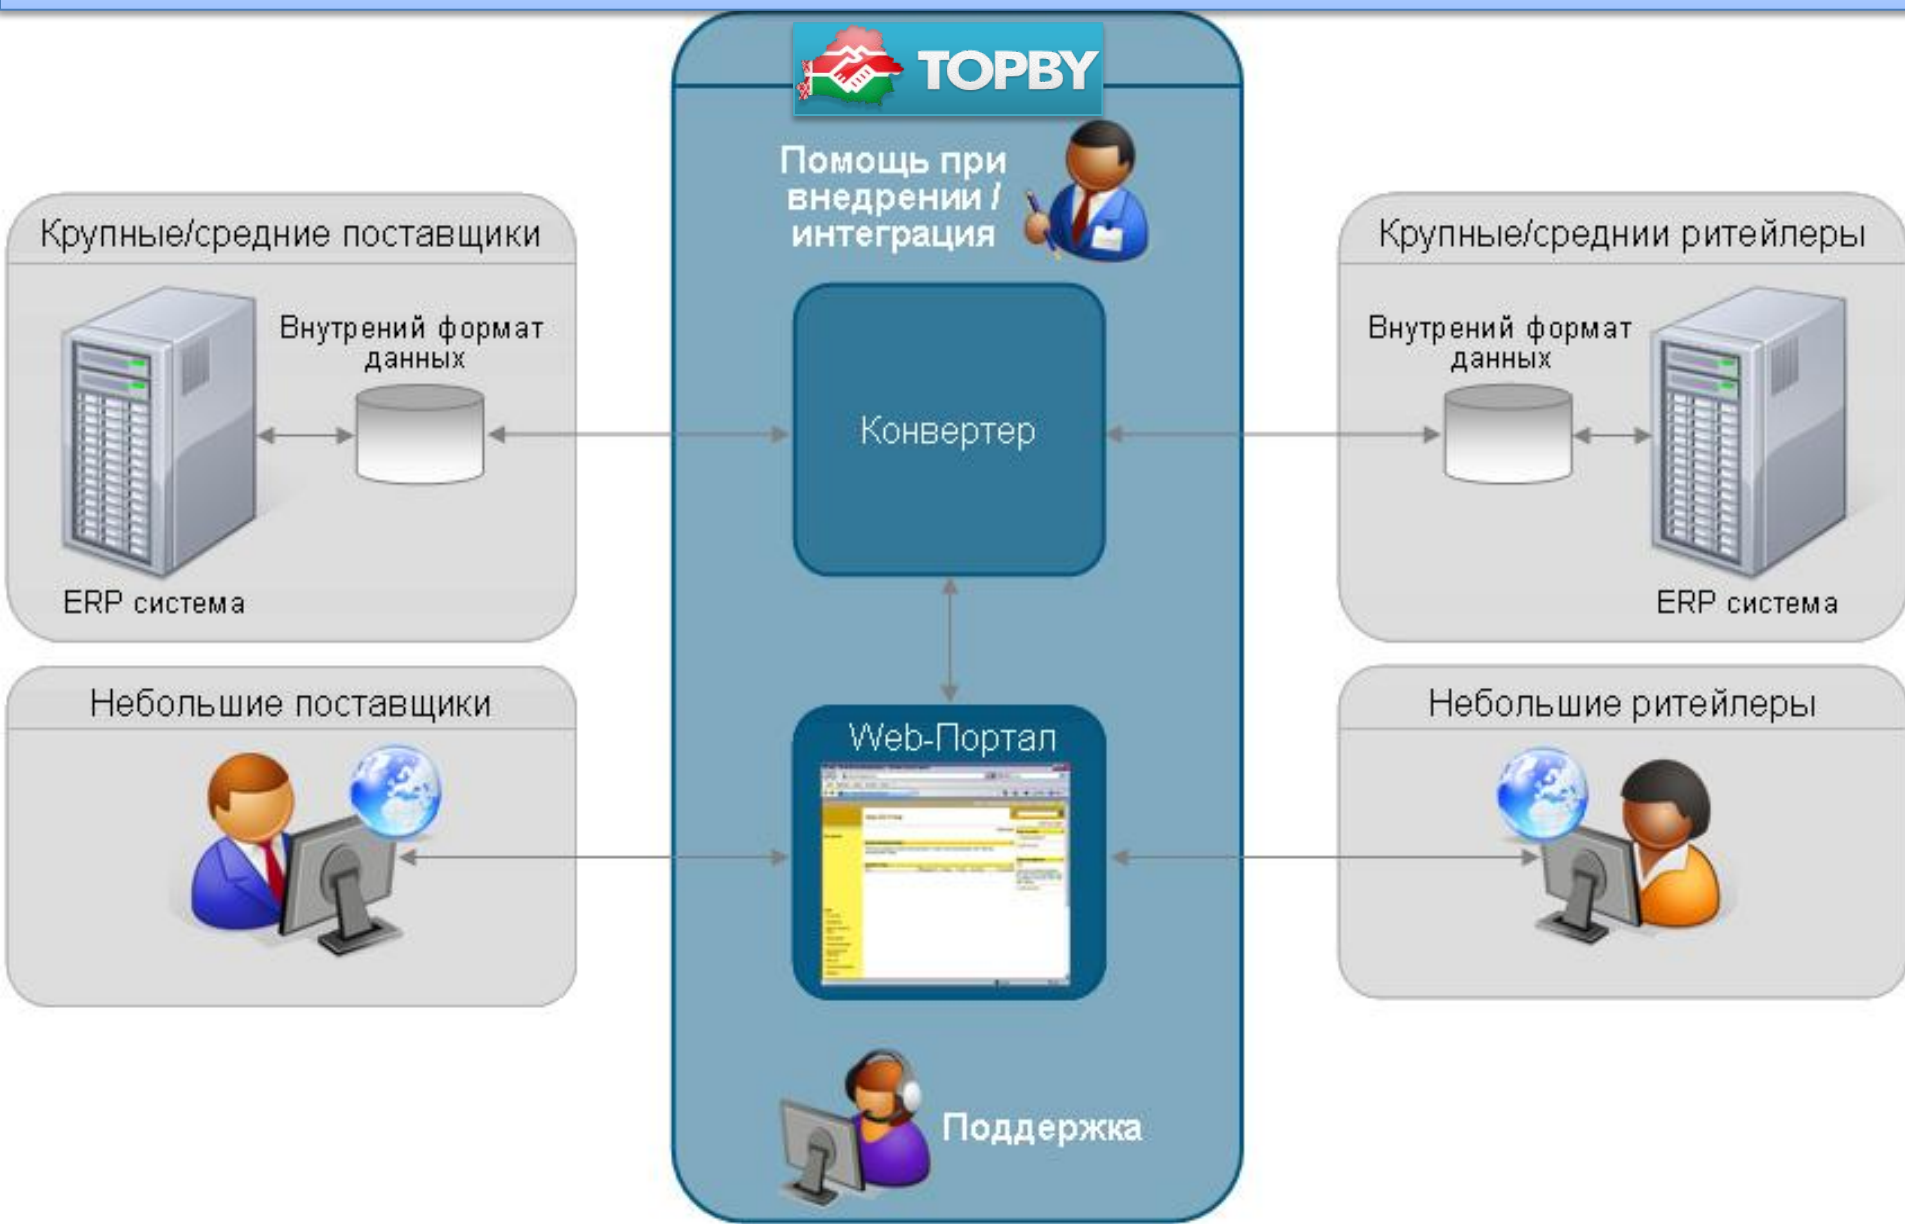 TOPBY
Помощь при
внедрении /
интеграция
Крупные/средние поставщики
Внутрений формат
данных
ERP система
Конвертер
Крупные/среднии ритейлеры
Внутрений формат
данных
ERP система
Небольшие поставщики
Web-Портал
Небольшие ритейлеры
Поддержка